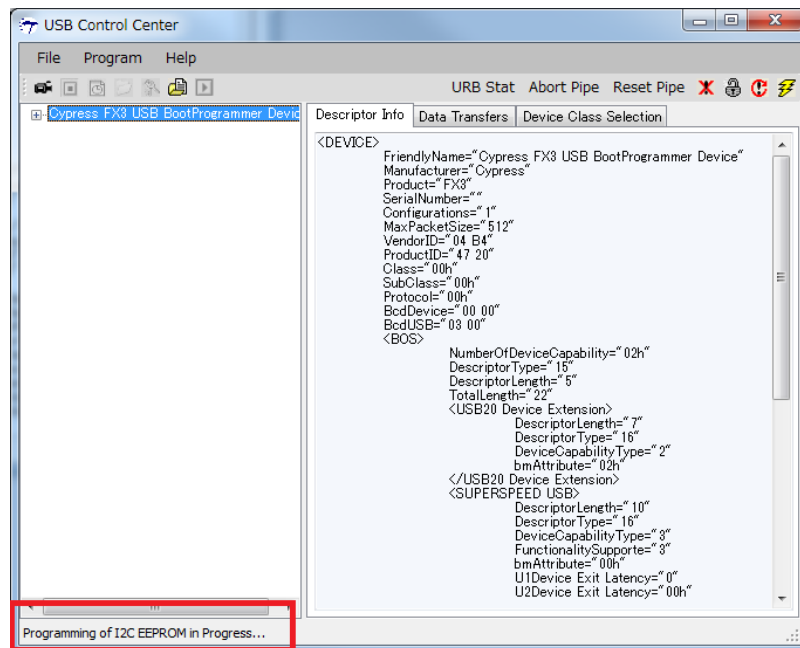 USB Control Center
File Program Help
URB Stat Abort Pipe Reset Pipe
Cypress FX3 USB BootProgrammer Devic
Descriptor Info Data Transfers Device Class Selection
<DEVICE>
FriendlyName="Cypress FX3 USB BootProgrammer Device"
Manufacturer="Cypress"
Product="FX3"
SerialNumber=""
Configurations="1"
MaxPacketSize="512"
VendorID="04 B4"
ProductID="47 20"
Class="00h"
SubClass="00h"
Protocol="00h"
BcdDevice="00 00"
BcdUSB="03 00"
<BOS>
NumberOfDeviceCapability="02h"
DescriptorType="15"
DescriptorLength="5"
TotalLength="22"
<USB20 Device Extension>
DescriptorLength="7"
DescriptorType="16"
DeviceCapabilityType="2"
bmAttribute="02h"
</USB20 Device Extension>
<SUPERSPEED USB>
DescriptorLength="10"
DescriptorType="16"
DeviceCapabilityType="3"
FunctionalitySupporte="3"
bmAttribute="00h"
U1Device Exit Latency="0"
U2Device Exit Latency="00h"
Programming of I2C EEPROM in Progress...